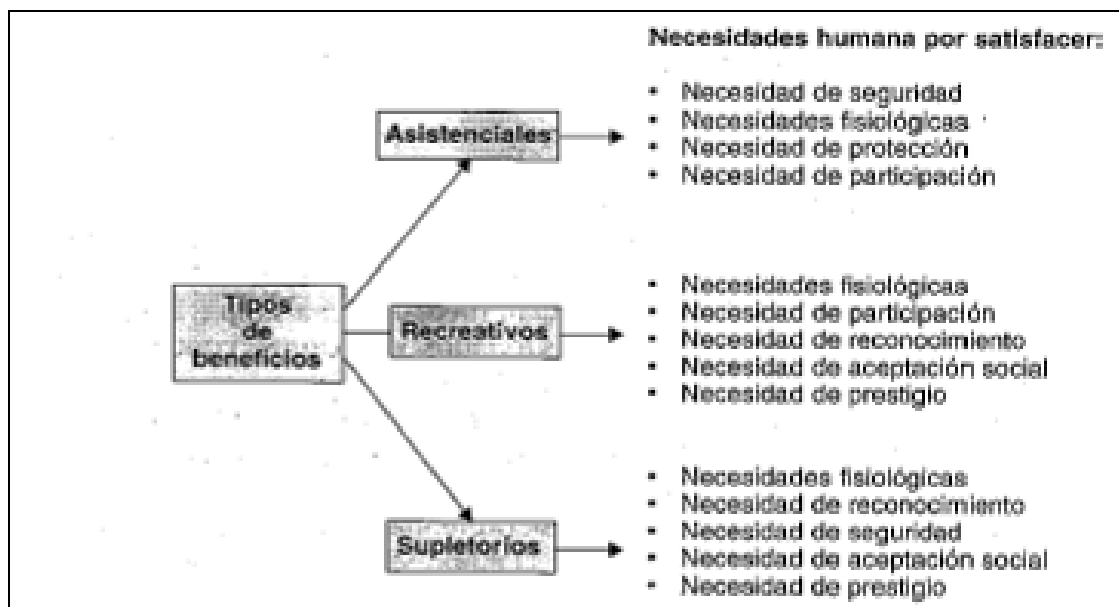 Necesidades humana por satisfacer:
Asistenciales
• Necesidad de seguridad
• Necesidades fisiológicas
• Necesidad de protección
• Necesidad de participación
Tipos
de
beneficios
Recreativos
• Necesidades fisiológicas
• Necesidad de participación
• Necesidad de reconocimiento
• Necesidad de aceptación social
• Necesidad de prestigio
Supletorios
• Necesidades fisiológicas
• Necesidad de reconocimiento
• Necesidad de seguridad
• Necesidad de aceptación social
• Necesidad de prestigio